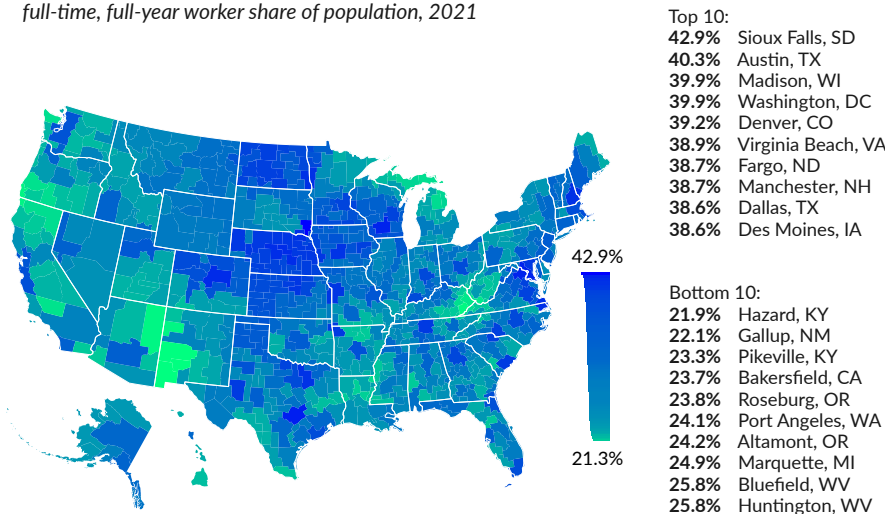 full-time, full-year worker share of population, 2021
42.9%
21.3%
Top 10:
42.9% Sioux Falls, SD
40.3% Austin, TX
39.9% Madison, WI
39.9% Washington, DC
39.2% Denver, CO
38.9% Virginia Beach, VA
38.7% Fargo, ND
38.7% Manchester, NH
38.6% Dallas, TX
38.6% Des Moines, IA
Bottom 10:
21.9% Hazard, KY
22.1% Gallup, NM
23.3% Pikeville, KY
23.7% Bakersfield, CA
23.8% Roseburg, OR
24.1% Port Angeles, WA
24.2% Altamont, OR
24.9% Marquette, MI
25.8% Bluefield, WV
25.8% Huntington, WV